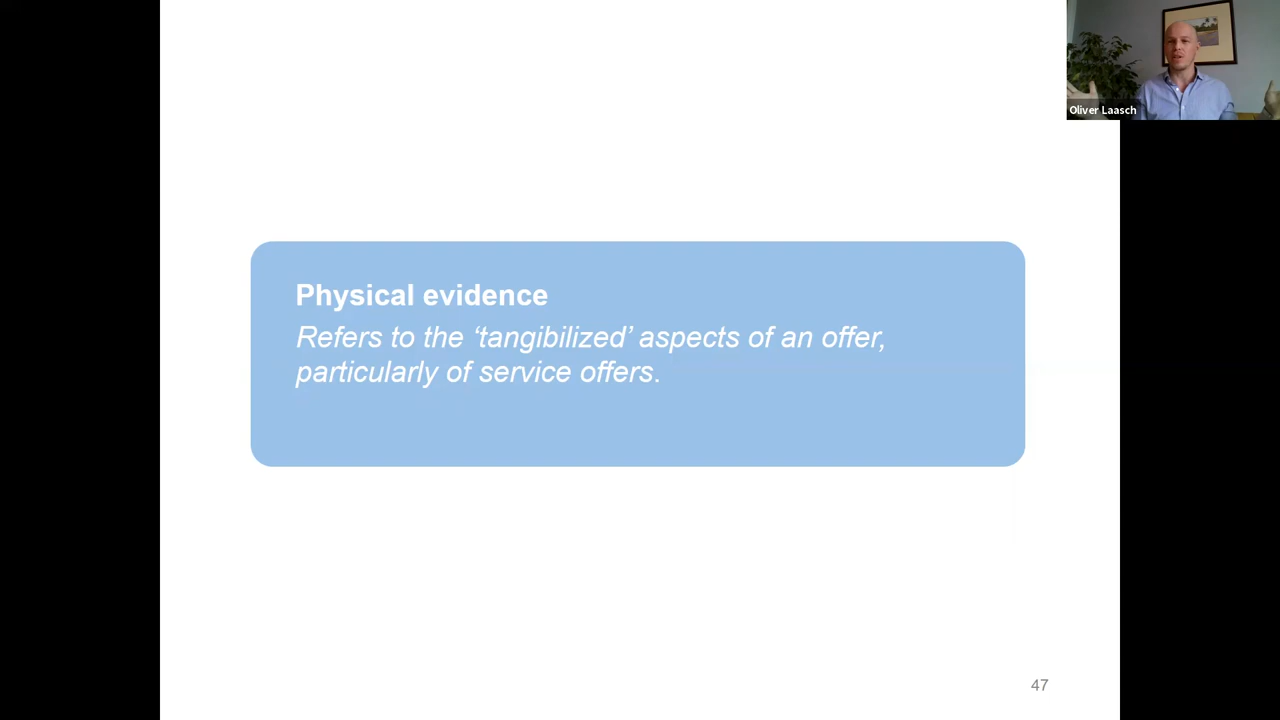 Oliver Laasch
Physical evidence
Refers to the ‘tangibilized’ aspects of an offer,
particularly of service offers.
47